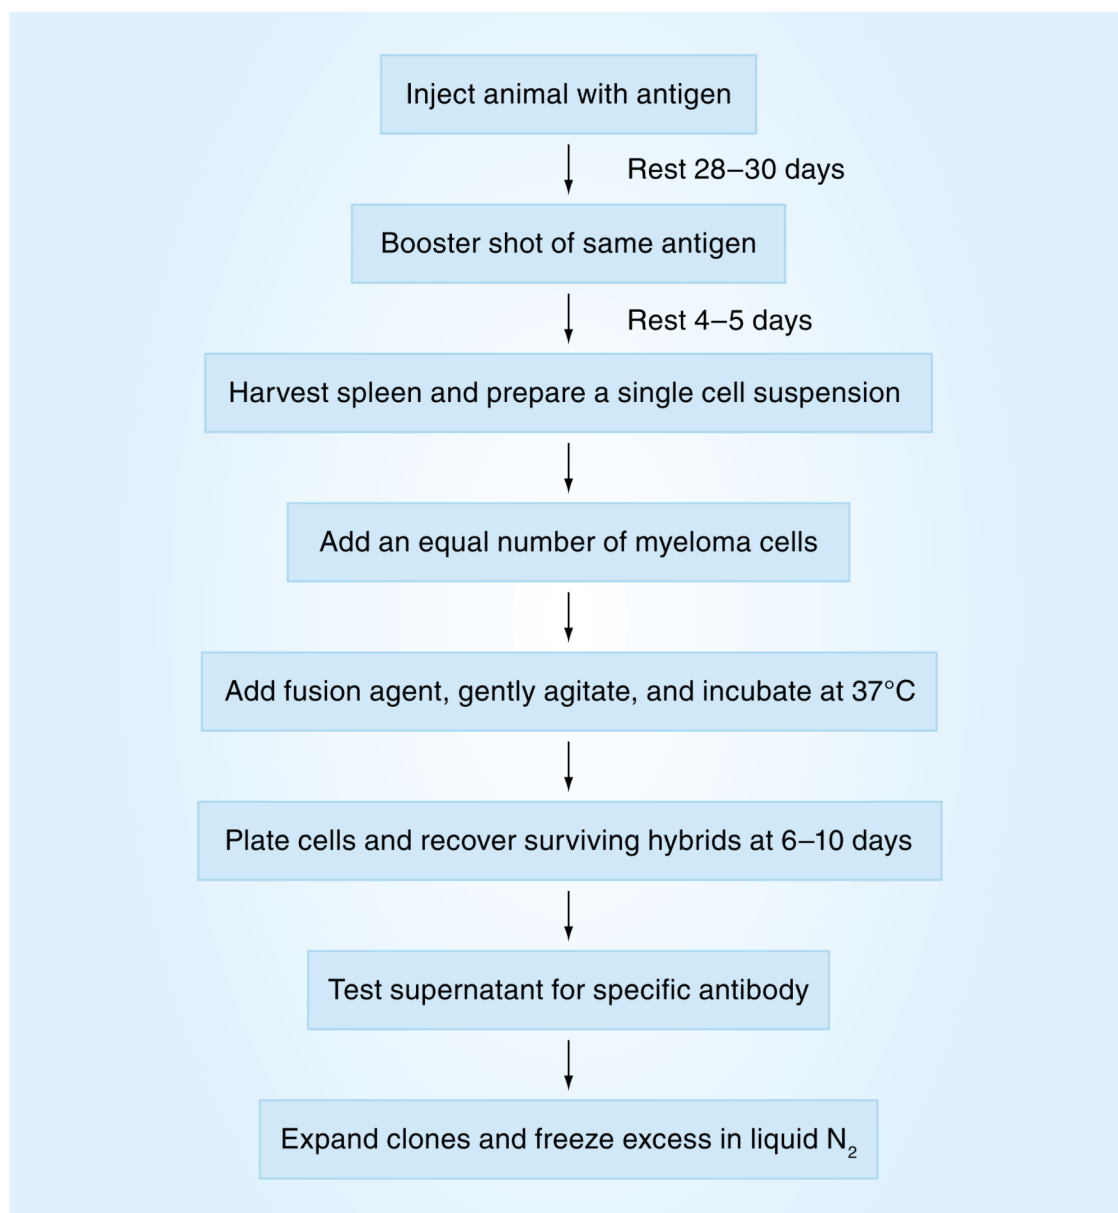 Inject animal with antigen
Rest 28–30 days
Booster shot of same antigen
Rest 4–5 days
Harvest spleen and prepare a single cell suspension
Add an equal number of myeloma cells
Add fusion agent, gently agitate, and incubate at 37°C
Plate cells and recover surviving hybrids at 6–10 days
Test supernatant for specific antibody
Expand clones and freeze excess in liquid N₂